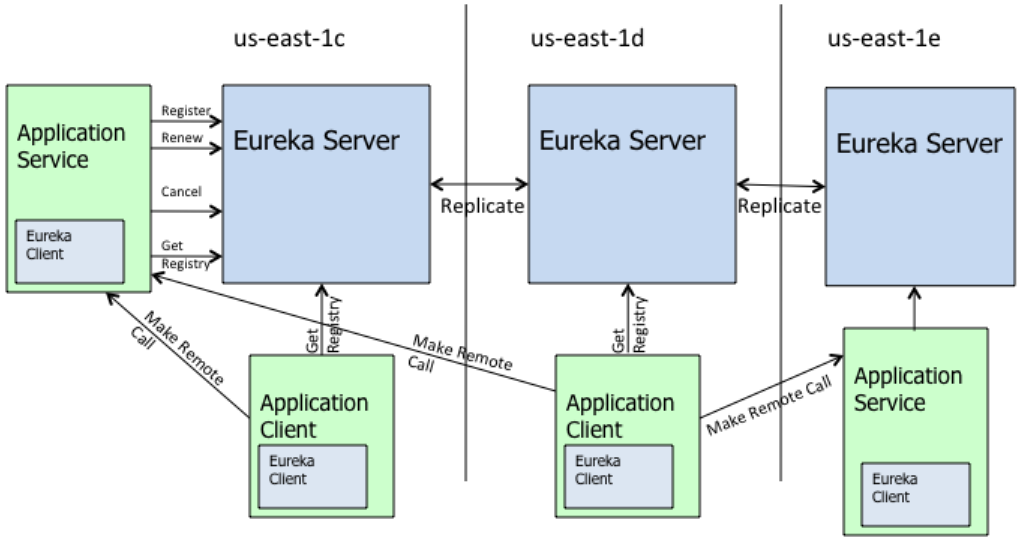 us-east-1c
us-east-1d
us-east-1e
Application
Service
Eureka
Client
Register
Renew
Cancel
Get
Registry
Eureka Server
Replicate
Eureka Server
Replicate
Eureka Server
Make Remote
Call
Get
Registry
Make Remote
Call
Get
Registry
Make Remote Call
Application
Client
Eureka
Client
Application
Client
Eureka
Client
Application
Service
Eureka
Client